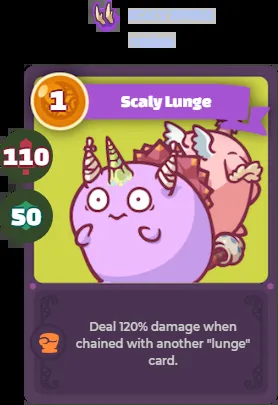 1
Scaly Lunge
110
50
Deal 120% damage when
chained with another "lunge"
card.